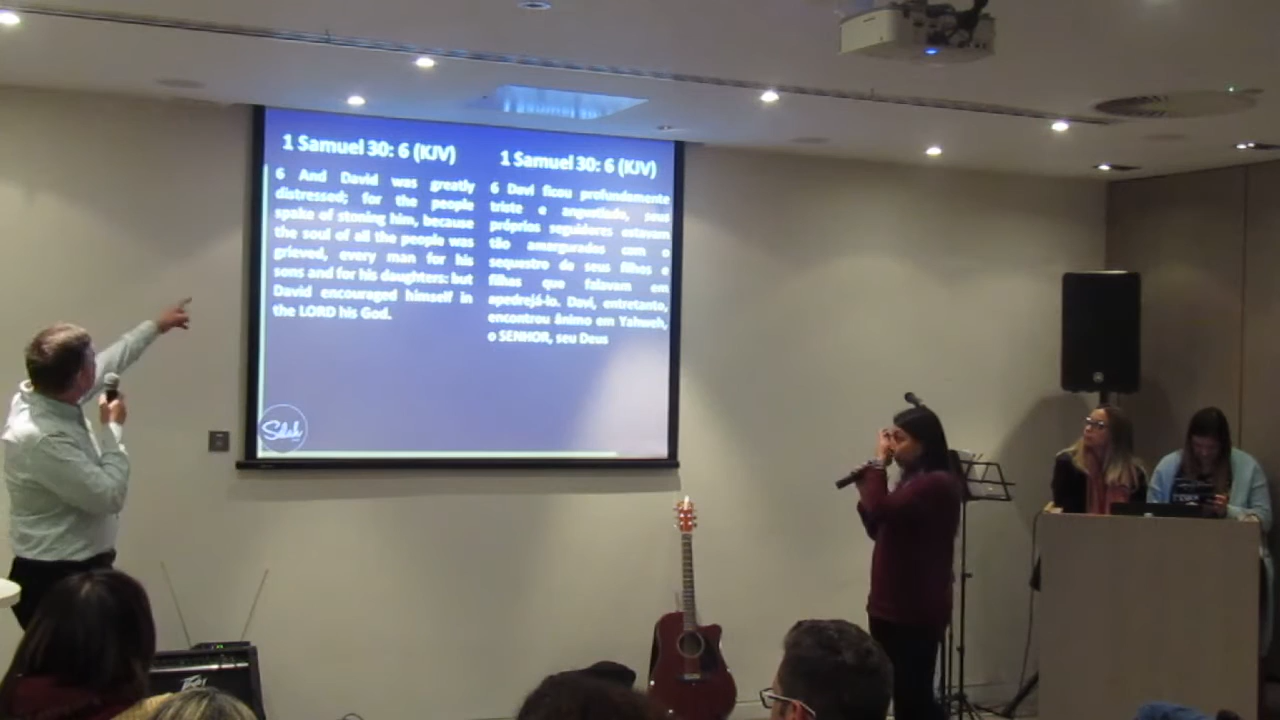 1 Samuel 30: 6 (KJV)
6 And David was greatly
distressed; for the people
spake of stoning him, because
the soul of all the people was
grieved, every man for his
sons and for his daughters: but
David encouraged himself in
the LORD his God.
1 Samuel 30: 6 (KJV)
6 Davi ficou profundamente
triste e angustiado, seus
próprios seguidores estavam
tão amargurados com o
sequestro de seus filhos e
filhas que falavam em
apedrejá-lo. Davi, entretanto,
encontrou ânimo em Yahweh,
o SENHOR, seu Deus
Selah